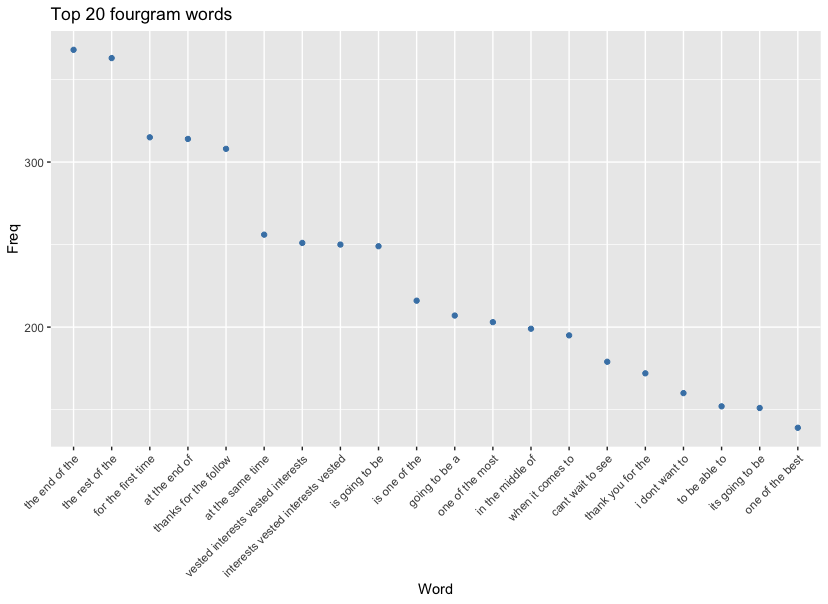 Top 20 fourgram words
Freq
300
200
the end of the
the rest of the
for the first time
at the end of
thanks for the follow
at the same time
vested interests vested interests
interests vested interests vested
is going to be
is one of the
going to be a
one of the most
in the middle of
when it comes to
cant wait to see
thank you for the
i dont want to
to be able to
its going to be
one of the best
Word